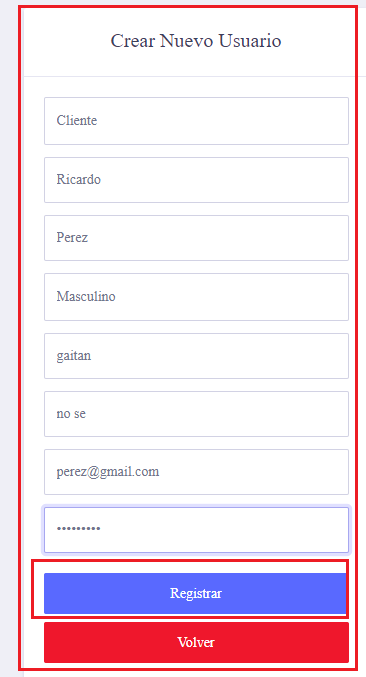 Crear Nuevo Usuario
Cliente
Ricardo
Perez
Masculino
gaitan
no se
perez@gmail.com
•••••••••
Registrar
Volver